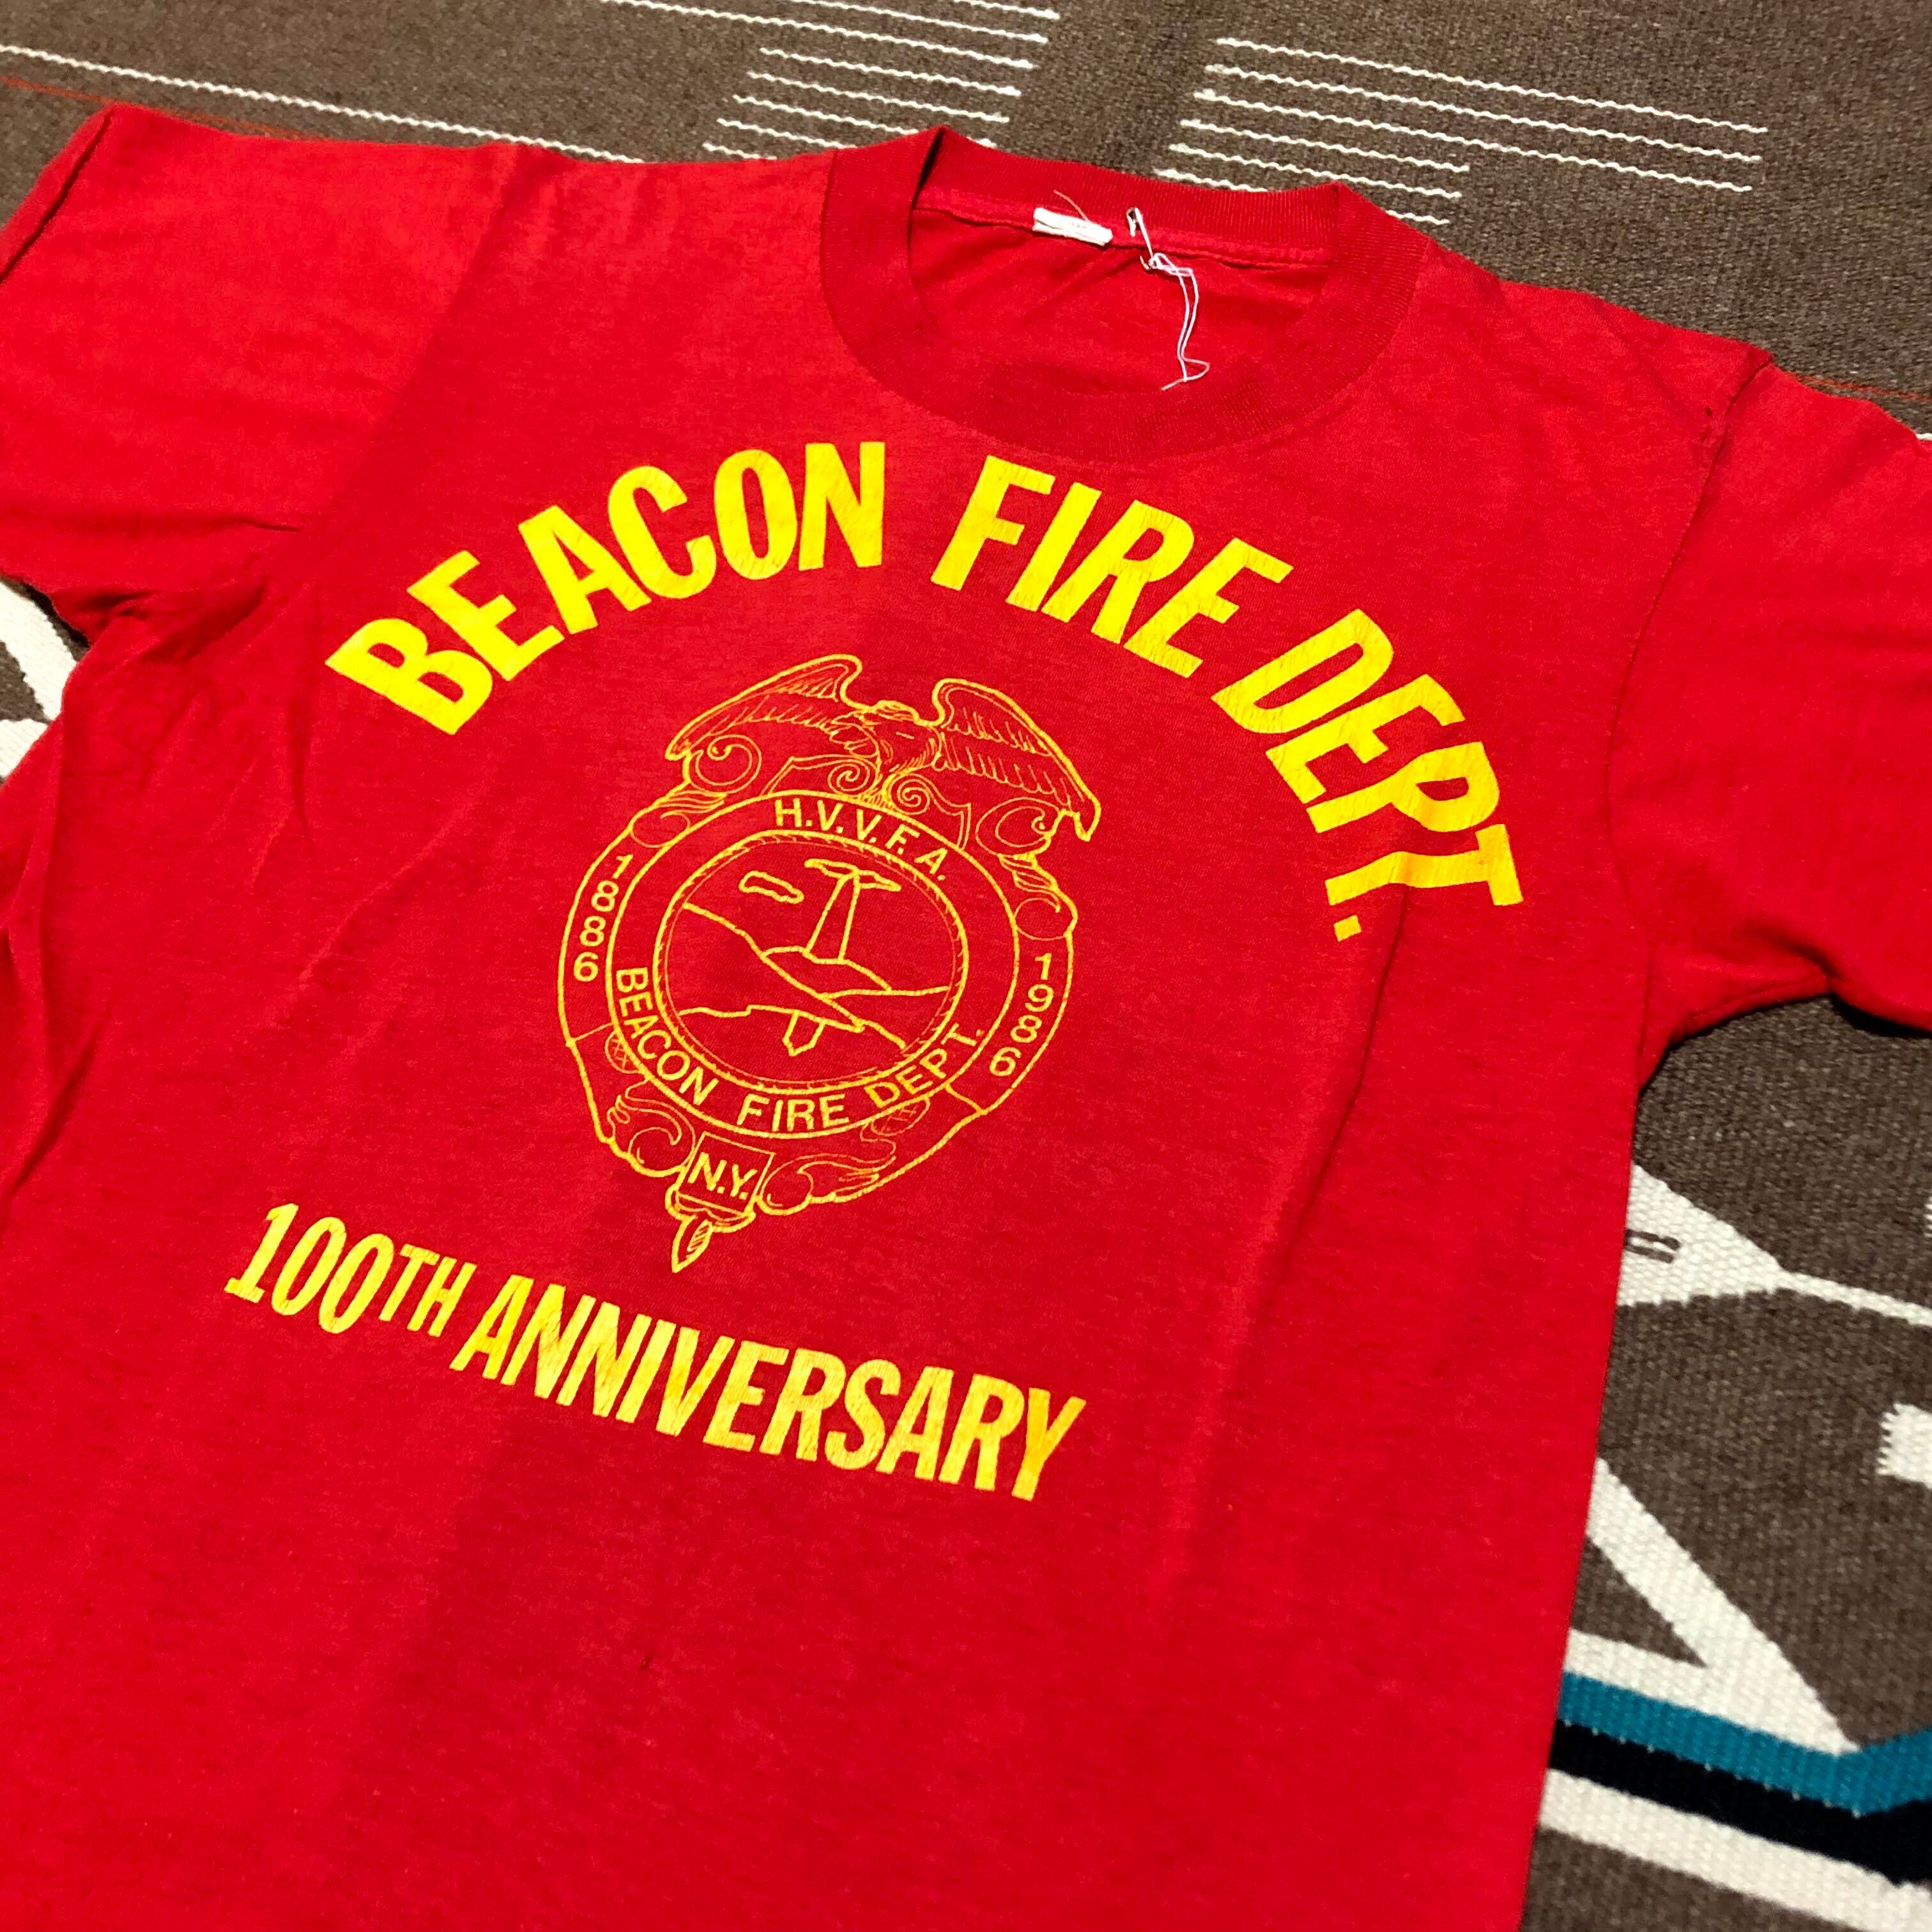 BEACON FIRE DEPT.
H.V.V.F.A.
1886
1986
BEACON FIRE DEPT.
N.Y.
100TH ANNIVERSARY